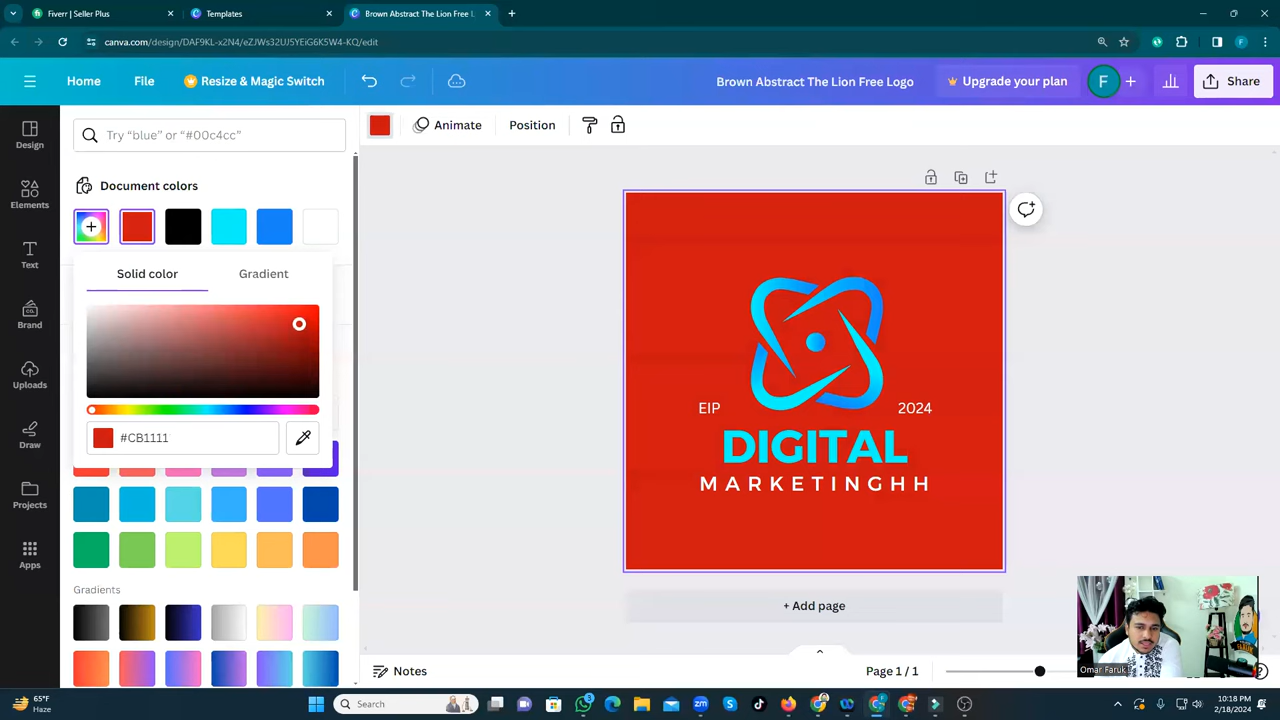 Fiverr | Seller Plus
Templates
Brown Abstract The Lion Free L
canva.com/design/DAF9KL-x2N4/eZJWs32UJ5YEiG6K5W4-KQ/edit
Home
File
Resize & Magic Switch
Brown Abstract The Lion Free Logo
Upgrade your plan
F
Share
Try “blue” or “#00c4cc”
Animate
Position
Design
Elements
Text
Brand
Uploads
Draw
Projects
Apps
Document colors
Solid color
Gradient
#CB1111
Gradients
EIP
2024
DIGITAL
MARKETINGHH
+ Add page
Notes
Page 1 / 1
Omar Faruk
65°F
Haze
Search
10:18 PM
2/18/2024